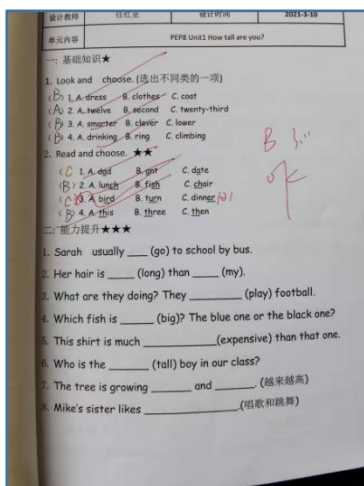 设计教师 任红亚 设计时间 2021-3-10
单元内容 PEP8 Unit1 How tall are you?
一: 基础知识★
1. Look and choose. (选出不同类的一项)
(B) 1. A. dress B. clothes C. coat
(A) 2. A. twelve B. second C. twenty-third
(B) 3. A. smarter B. clever C. lower
(B) 4. A. drinking B. ring C. climbing
2. Read and choose. ★★
(C) 1. A. dad B. ant C. date
(B) 2. A. lunch B. fish C. chair
(C) 3. A. bird B. turn C. dinner
(B) 4. A. this B. three C. then
二: 能力提升★★★
1. Sarah usually ____ (go) to school by bus.
2. Her hair is ____ (long) than ____ (my).
3. What are they doing? They ________ (play) football.
4. Which fish is _____ (big)? The blue one or the black one?
5. This shirt is much __________(expensive) than that one.
6. Who is the ______ (tall) boy in our class?
7. The tree is growing ______ and ______. (越来越高)
8. Mike's sister likes ______________.(唱歌和跳舞)